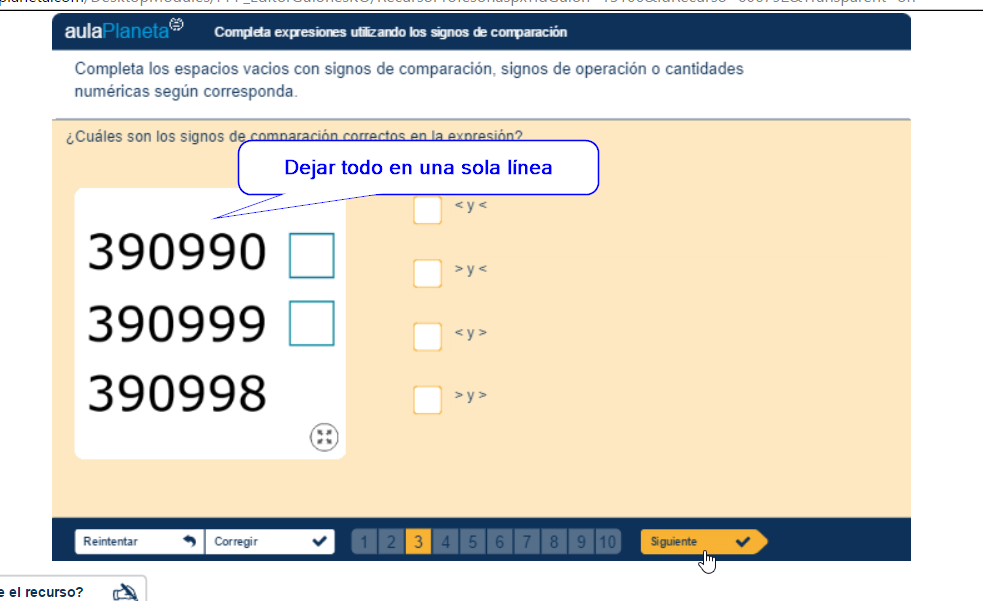 aulaPlaneta
Completa expresiones utilizando los signos de comparación
Completa los espacios vacios con signos de comparación, signos de operación o cantidades
numéricas según corresponda.
¿Cuáles son los signos de comparación correctos en la expresión?
Dejar todo en una sola línea
390990
390999
390998
< y <
> y <
< y >
> y >
Reintentar
Corregir
1 2 3 4 5 6 7 8 9 10
Siguiente
e el recurso?